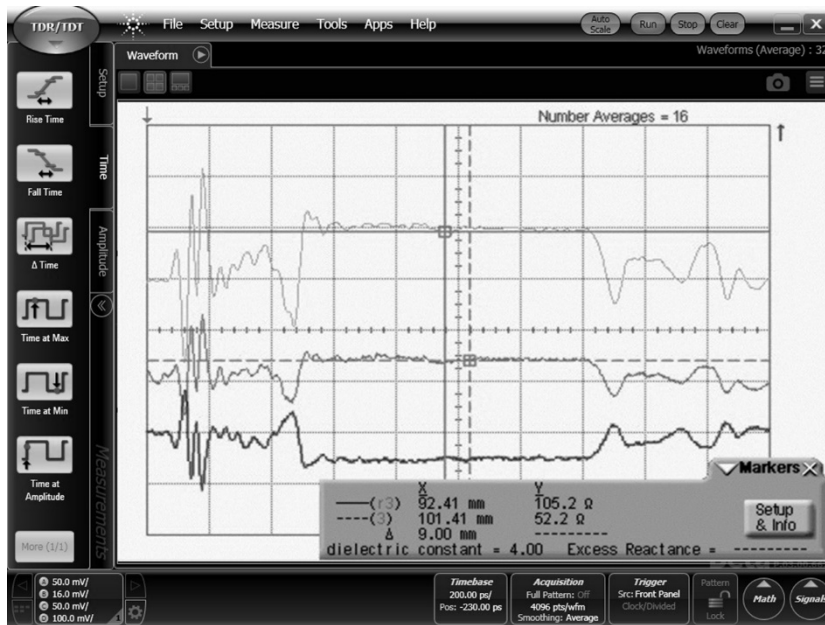 TDR/TDT
File Setup Measure Tools Apps Help
Auto Scale
Run
Stop
Clear
X
Waveform
Waveforms (Average) : 32
Setup
Time
Amplitude
Measurements
Rise Time
Fall Time
Δ Time
Time at Max
Time at Min
Time at
Amplitude
More (1/1)
Number Averages = 16
Markers X
X Y
——(r3) 92.41 mm 105.2 Ω
----(3) 101.41 mm 52.2 Ω
Δ 9.00 mm ----------
dielectric constant = 4.00 Excess Reactance = ----------
Setup
& Info
A 50.0 mV/
B 16.0 mV/
C 50.0 mV/
D 100.0 mV/
1
Timebase
200.00 ps/
Pos: -230.00 ps
Acquisition
Full Pattern: Off
4096 pts/wfm
Smoothing: Average
Trigger
Src: Front Panel
Clock/Divided
Pattern
Lock
Math
Signals